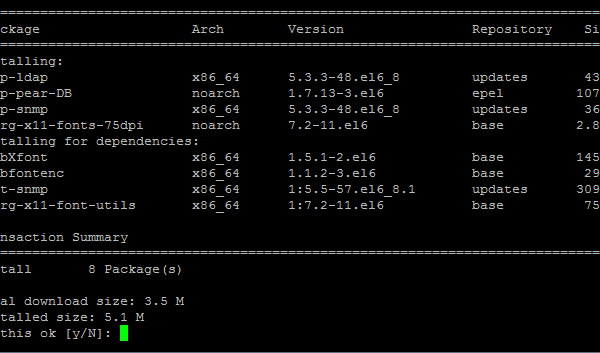 ckage Arch Version Repository Si
talling:
p-ldap x86_64 5.3.3-48.el6_8 updates 43
p-pear-DB noarch 1.7.13-3.el6 epel 107
p-snmp x86_64 5.3.3-48.el6_8 updates 36
rg-x11-fonts-75dpi noarch 7.2-11.el6 base 2.8
talling for dependencies:
bXfont x86_64 1.5.1-2.el6 base 145
bfontenc x86_64 1.1.2-3.el6 base 29
t-snmp x86_64 1:5.5-57.el6_8.1 updates 309
rg-x11-font-utils x86_64 1:7.2-11.el6 base 75
nsaction Summary
tall 8 Package(s)
al download size: 3.5 M
talled size: 5.1 M
this ok [y/N]: